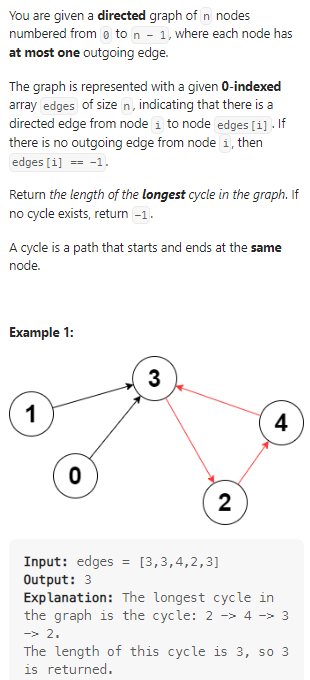 You are given a directed graph of n nodes
numbered from 0 to n - 1, where each node has
at most one outgoing edge.
The graph is represented with a given 0-indexed
array edges of size n, indicating that there is a
directed edge from node i to node edges[i]. If
there is no outgoing edge from node i, then
edges[i] == -1.
Return the length of the longest cycle in the graph. If
no cycle exists, return -1.
A cycle is a path that starts and ends at the same
node.
Example 1:
3
1
4
0
2
Input: edges = [3,3,4,2,3]
Output: 3
Explanation: The longest cycle in
the graph is the cycle: 2 -> 4 -> 3
-> 2.
The length of this cycle is 3, so 3
is returned.